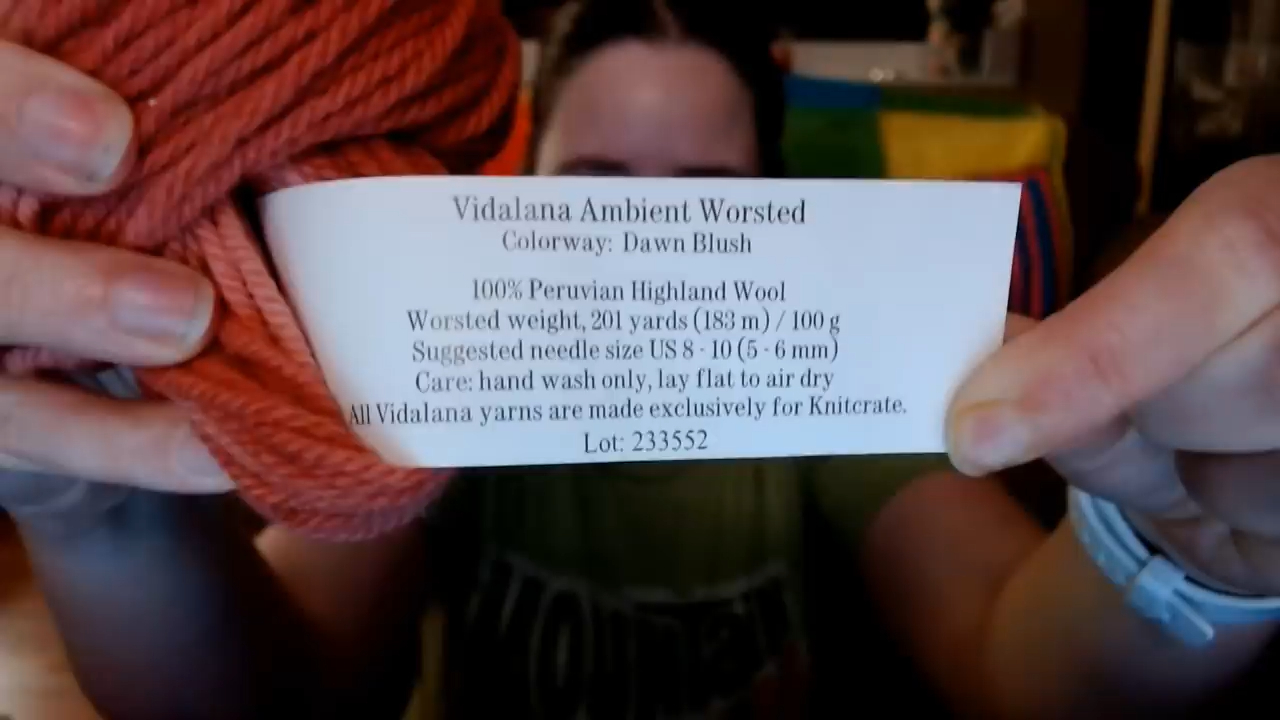 Vidalana Ambient Worsted
Colorway: Dawn Blush
100% Peruvian Highland Wool
Worsted weight, 201 yards (183 m) / 100 g
Suggested needle size US 8 - 10 (5 - 6 mm)
Care: hand wash only, lay flat to air dry
All Vidalana yarns are made exclusively for Knitcrate.
Lot: 233552